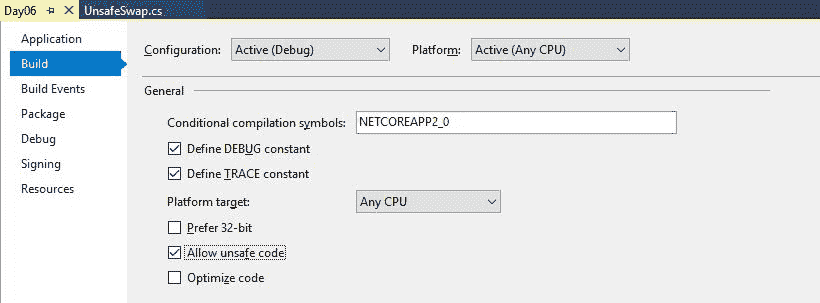 Day06 UnsafeSwap.cs
Application
Build
Build Events
Package
Debug
Signing
Resources
Configuration: Active (Debug) Platform: Active (Any CPU)
General
Conditional compilation symbols: NETCOREAPP2_0
Define DEBUG constant
Define TRACE constant
Platform target: Any CPU
Prefer 32-bit
Allow unsafe code
Optimize code